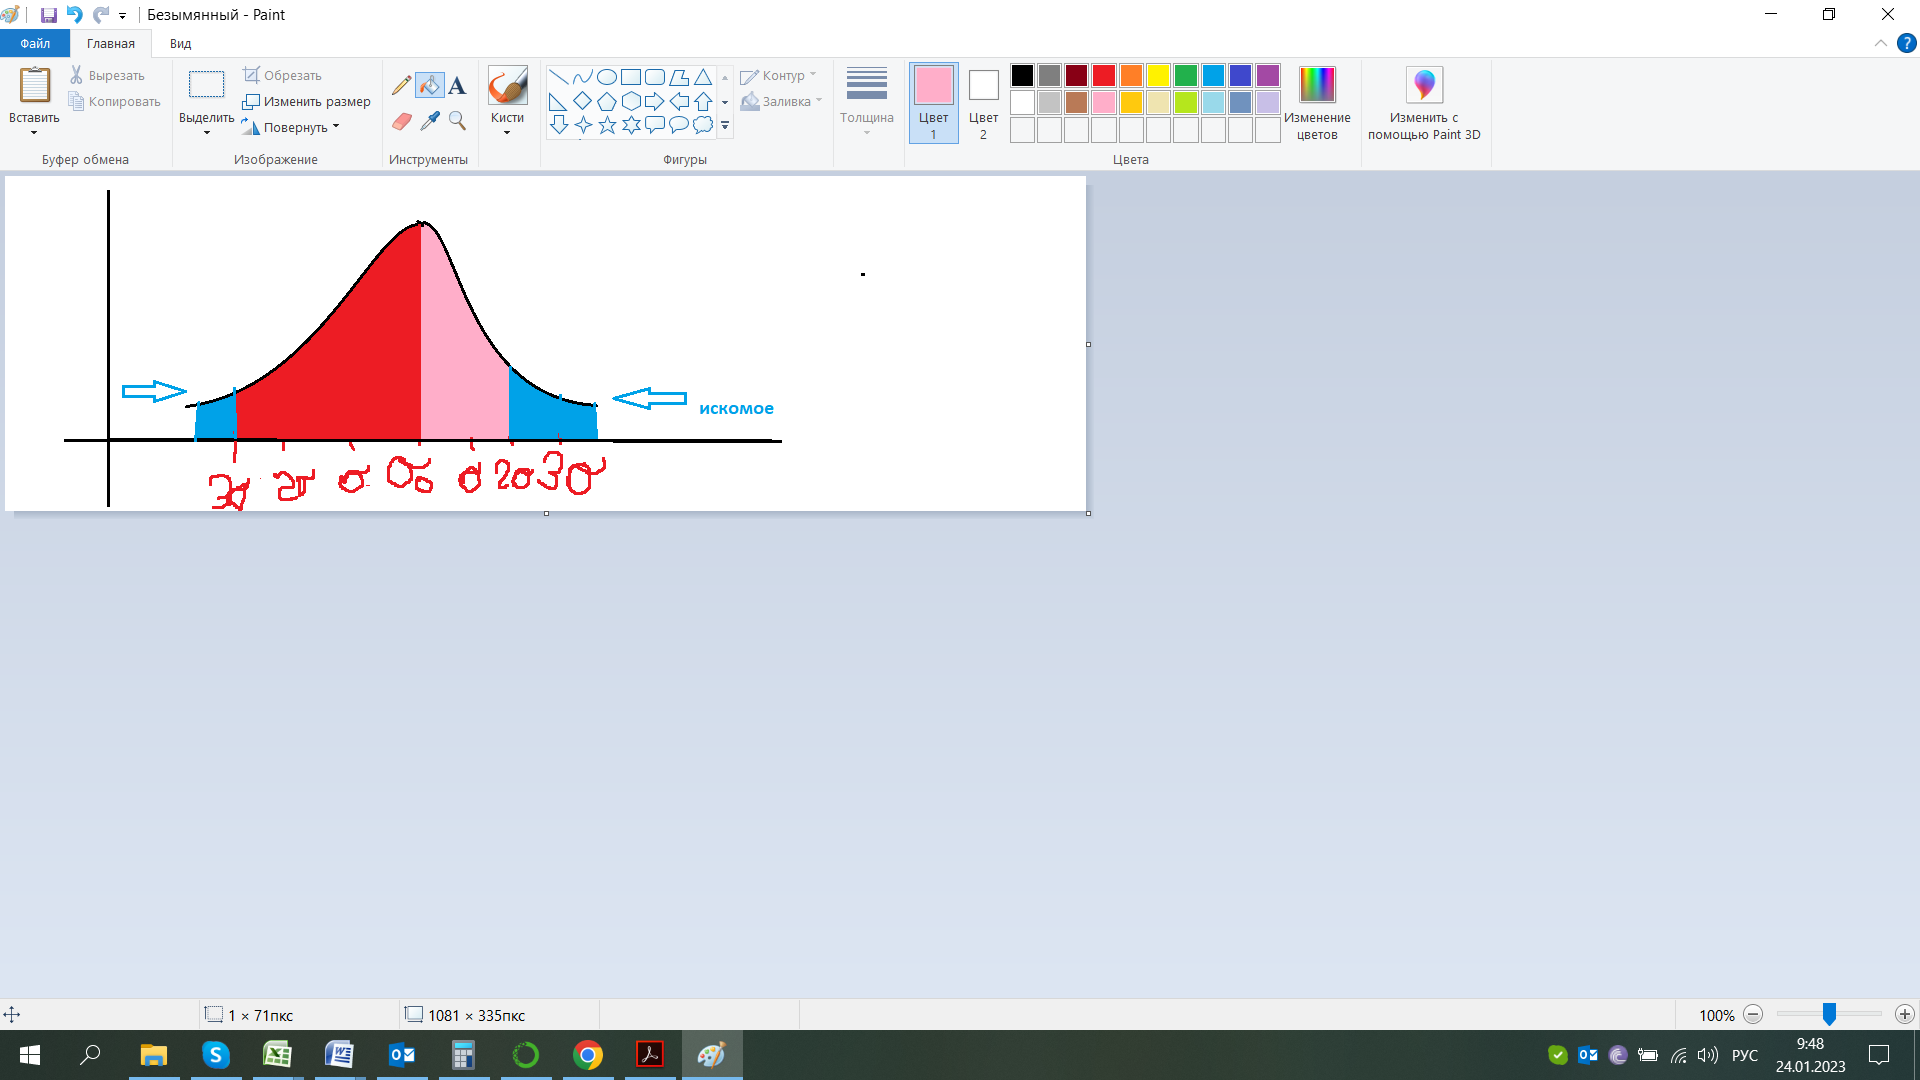 Безымянный - Paint
Файл Главная Вид
Вставить
Вырезать
Копировать
Буфер обмена
Выделить
Обрезать
Изменить размер
Повернуть
Изображение
A
Инструменты
Кисти
Фигуры
Контур
Заливка
Толщина
Цвет
1
Цвет
2
Изменение
цветов
Цвета
Изменить с
помощью Paint 3D
искомое
3σ σ σ 2σ 3σ
1 × 71пкс
1081 × 335пкс
100%
РУС
9:48
24.01.2023